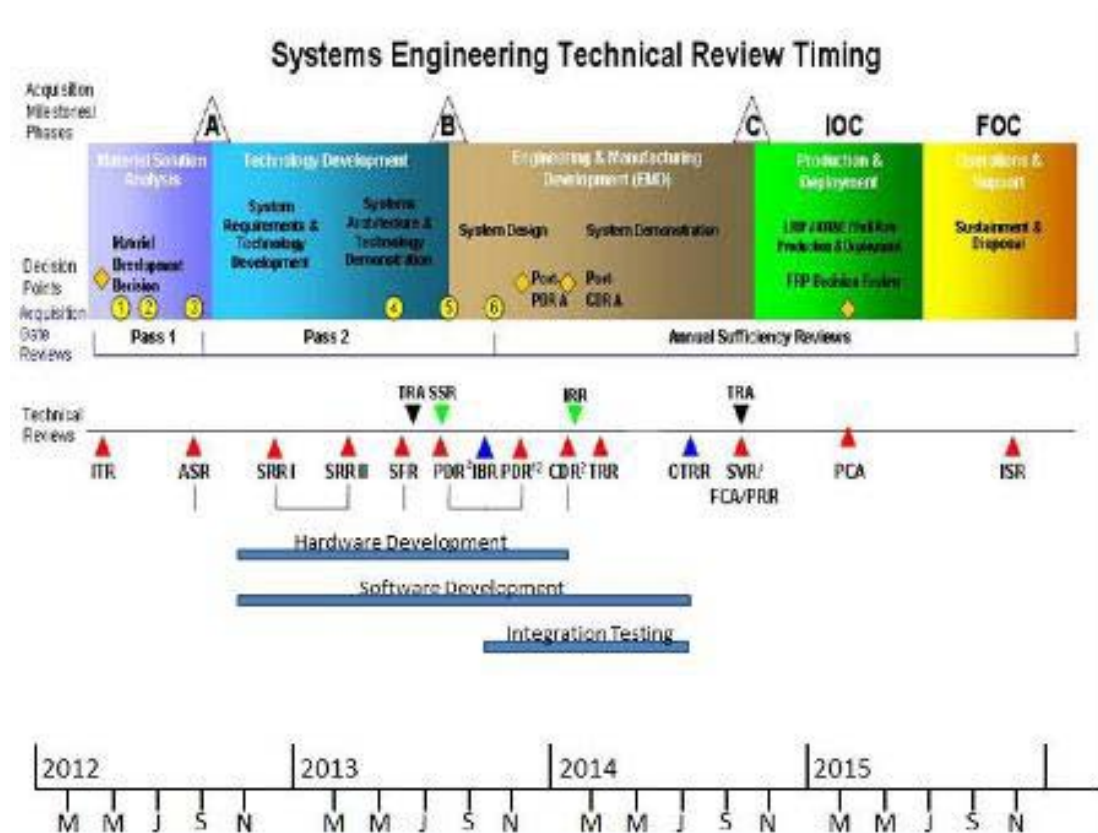 Systems Engineering Technical Review Timing
Acquisition
Milestones/
Phases
A
B
C
IOC
FOC
Material Solution
Analysis
Technology Development
Engineering & Manufacturing
Development (EMD)
Production &
Deployment
Operations &
Support
System
Requirements &
Technology
Development
Systems
Architecture &
Technology
Demonstration
System Design
System Demonstration
Production & Deployment
FRP Decision Review
Sustainment &
Disposal
Decision
Points
Material
Development
Decision
Post-
PDR A
Post-
CDR A
Acquisition
Gate
Reviews
1
2
3
4
5
6
Pass 1
Pass 2
Annual Sufficiency Reviews
Technical
Reviews
TRA
SSR
IRR
TRA
ITR
ASR
SRR I
SRR II
SFR
PDR
IBR
PDR
CDR
TRR
OTRR
SVR/
FCA/PRR
PCA
ISR
Hardware Development
Software Development
Integration Testing
2012
2013
2014
2015
M M J S N M M J S N M M J S N M M J S N